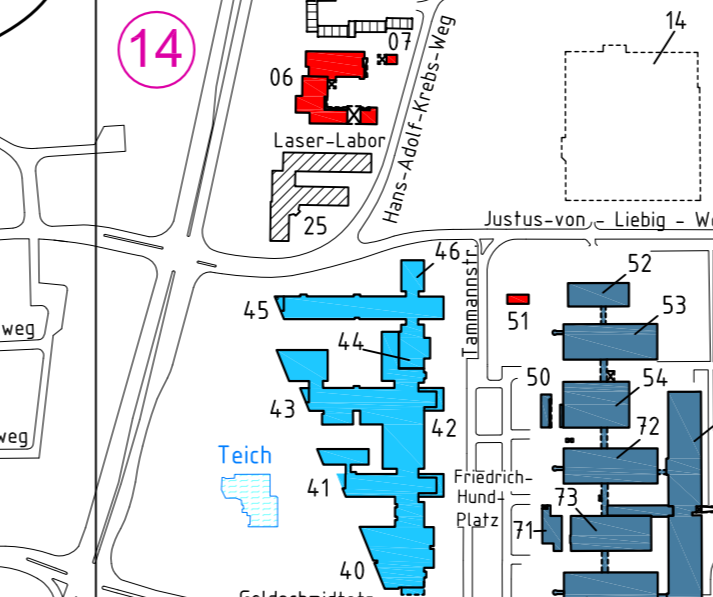 14
07
06
14
Hans-Adolf-Krebs-Weg
Laser-Labor
25
Justus-von - Liebig - W
46
52
45
Tammannstr.
51
53
44
50
54
weg
43
42
72
weg
Teich
41
Friedrich-
Hund-
Platz
73
71
40